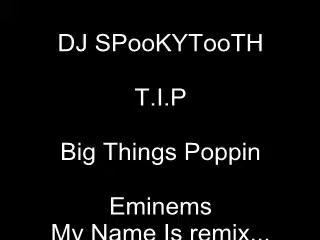 DJ SPooKYTooTH
T.I.P
Big Things Poppin
Eminems
My Name Is remix...